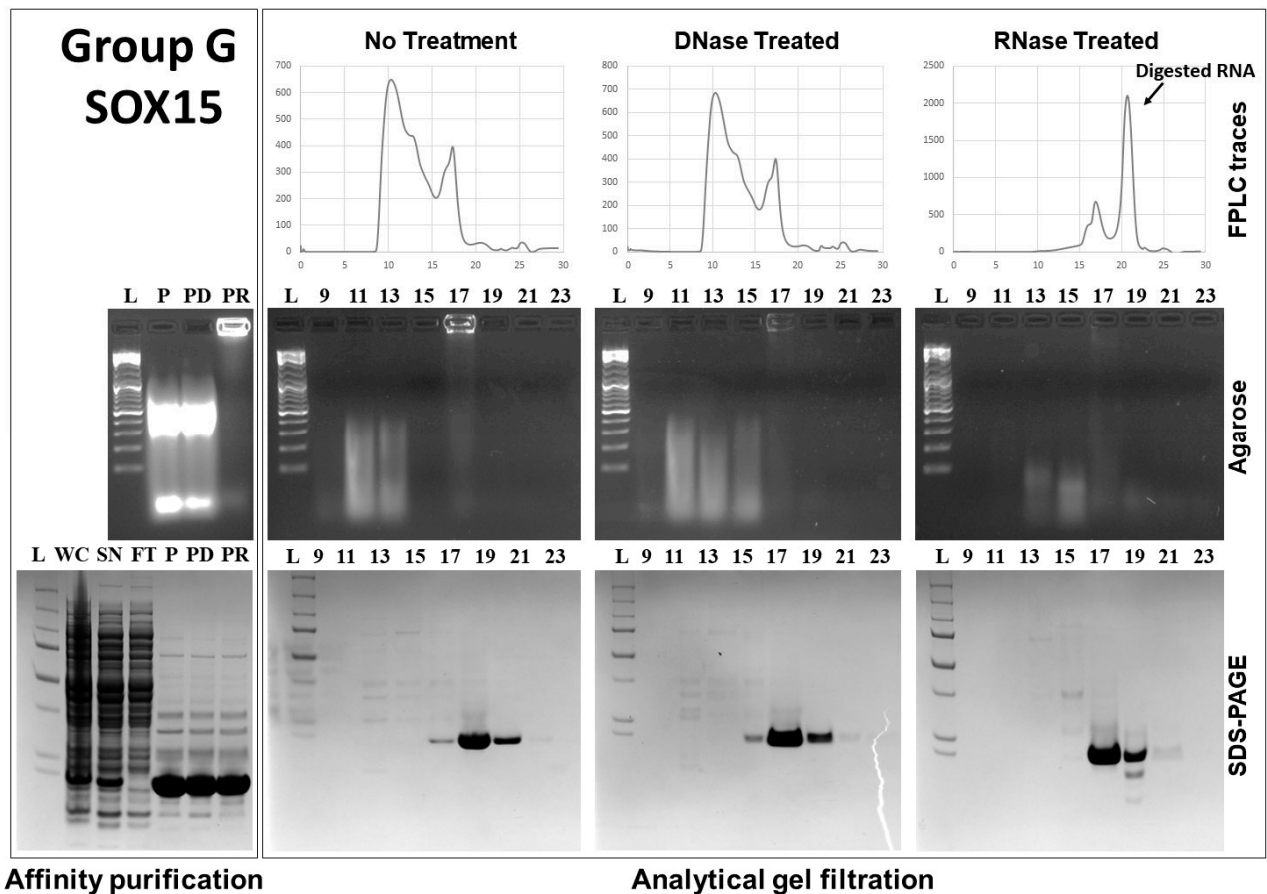 Group G
SOX15
No Treatment
DNase Treated
RNase Treated
700
600
500
400
300
200
100
0
0 5 10 15 20 25 30
800
700
600
500
400
300
200
100
0
0 5 10 15 20 25 30
2500
2000
1500
1000
500
0
0 5 10 15 20 25 30
Digested RNA
FPLC traces
L P PD PR
L 9 11 13 15 17 19 21 23
L 9 11 13 15 17 19 21 23
L 9 11 13 15 17 19 21 23
Agarose
L WC SN FT P PD PR
L 9 11 13 15 17 19 21 23
L 9 11 13 15 17 19 21 23
L 9 11 13 15 17 19 21 23
SDS-PAGE
Affinity purification
Analytical gel filtration